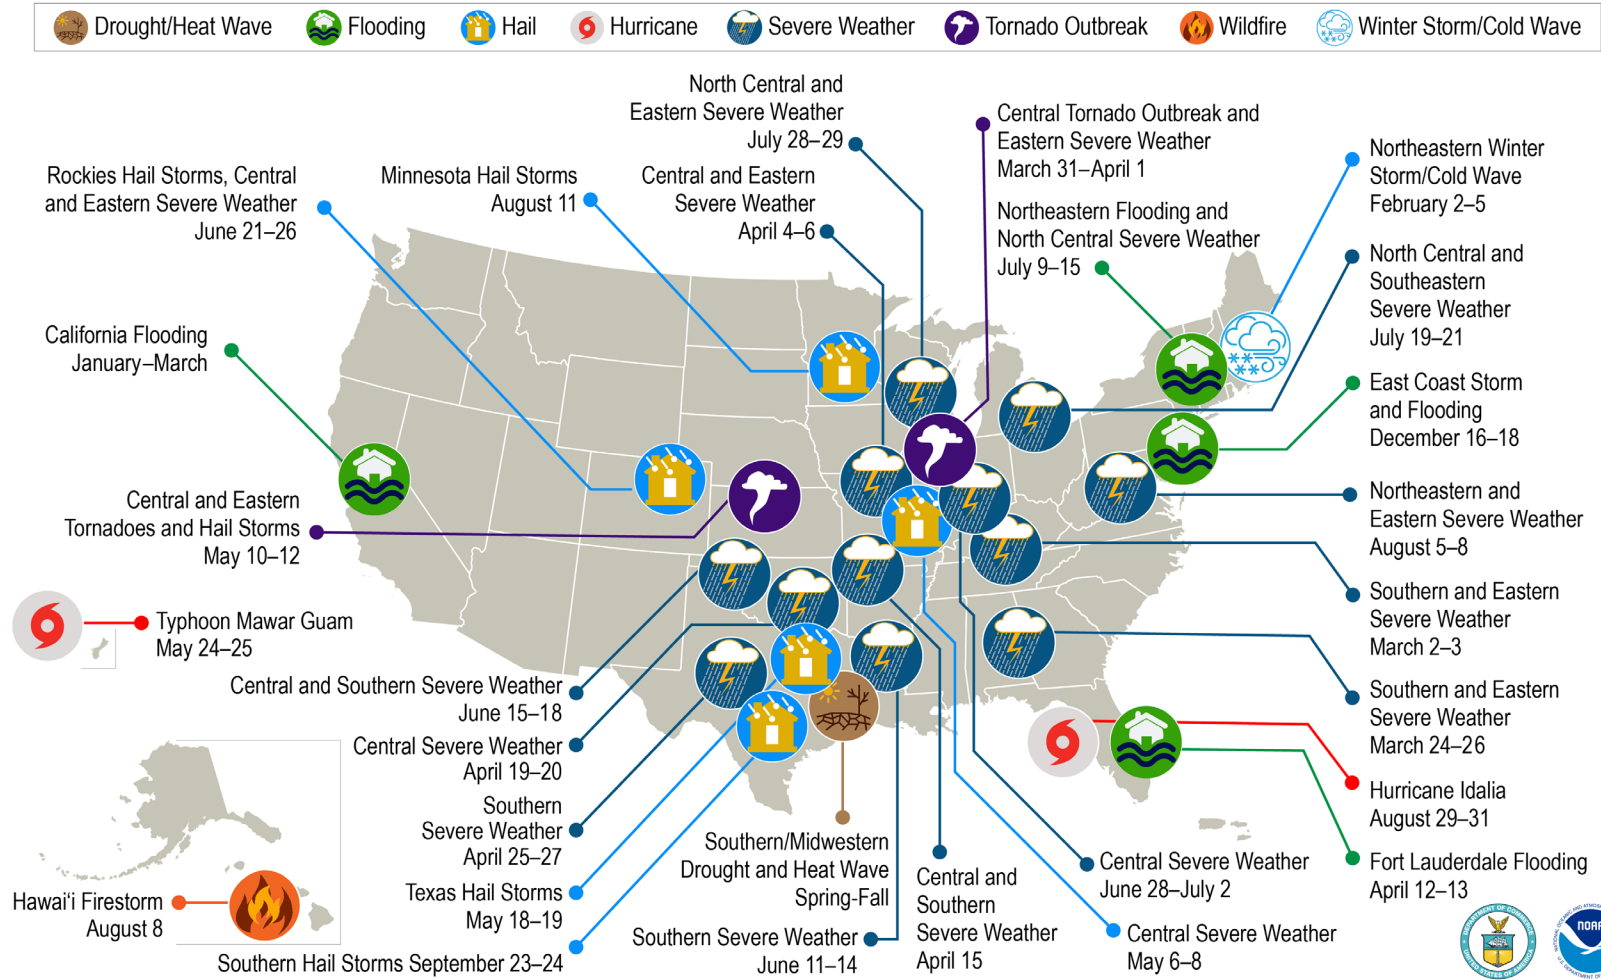 Drought/Heat Wave
Flooding
Hail
Hurricane
Severe Weather
Tornado Outbreak
Wildfire
Winter Storm/Cold Wave
North Central and
Eastern Severe Weather
July 28–29
Central Tornado Outbreak and
Eastern Severe Weather
March 31–April 1
Northeastern Winter
Storm/Cold Wave
February 2–5
Rockies Hail Storms, Central
and Eastern Severe Weather
June 21–26
Minnesota Hail Storms
August 11
Central and Eastern
Severe Weather
April 4–6
Northeastern Flooding and
North Central Severe Weather
July 9–15
North Central and
Southeastern
Severe Weather
July 19–21
California Flooding
January–March
East Coast Storm
and Flooding
December 16–18
Central and Eastern
Tornadoes and Hail Storms
May 10–12
Northeastern and
Eastern Severe Weather
August 5–8
Typhoon Mawar Guam
May 24–25
Southern and Eastern
Severe Weather
March 2–3
Central and Southern Severe Weather
June 15–18
Southern and Eastern
Severe Weather
March 24–26
Central Severe Weather
April 19–20
Hurricane Idalia
August 29–31
Southern
Severe Weather
April 25–27
Southern/Midwestern
Drought and Heat Wave
Spring-Fall
Central Severe Weather
June 28–July 2
Fort Lauderdale Flooding
April 12–13
Texas Hail Storms
May 18–19
Central and
Southern
Severe Weather
April 15
Hawaiʻi Firestorm
August 8
Southern Severe Weather
June 11–14
Central Severe Weather
May 6–8
Southern Hail Storms September 23–24
DEPARTMENT OF COMMERCE
UNITED STATES OF AMERICA